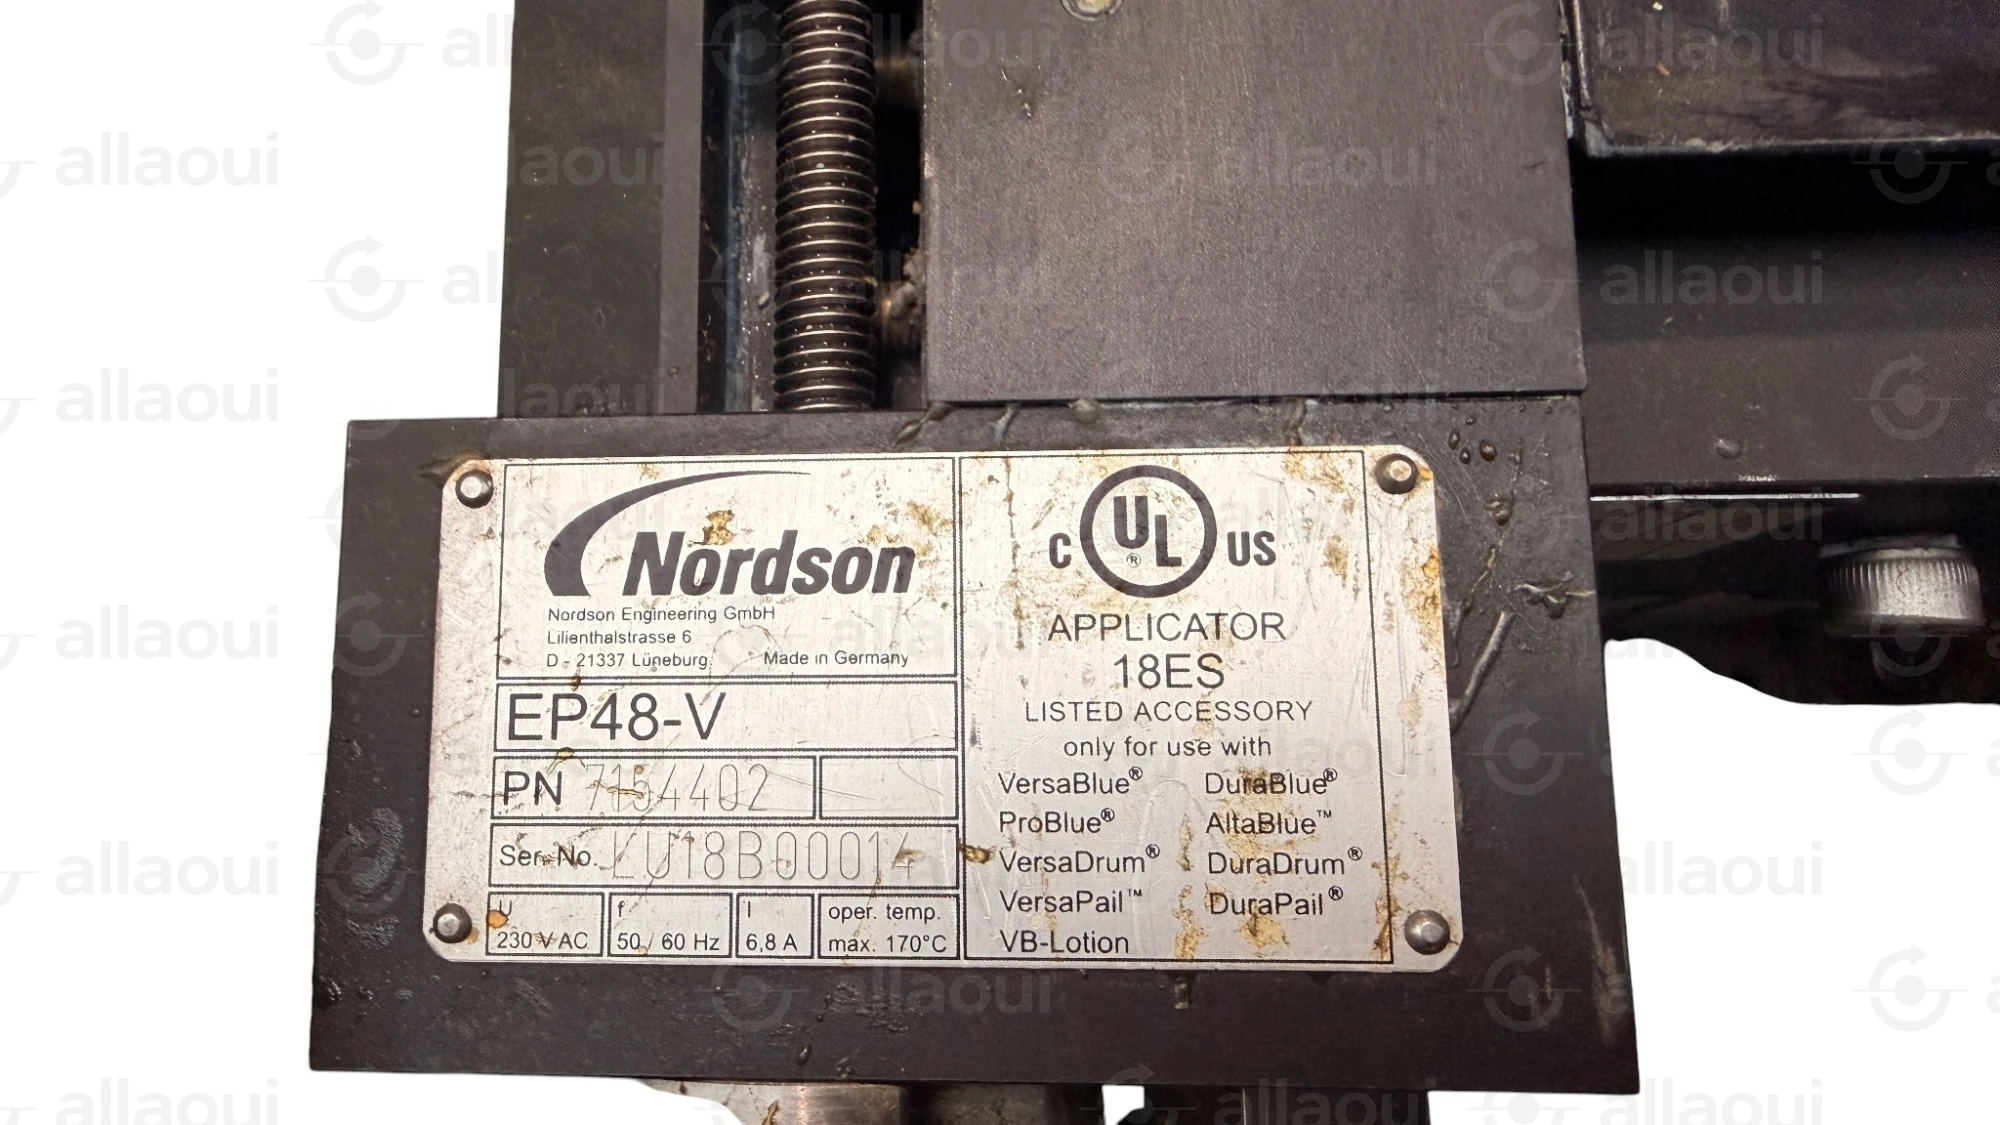 Nordson
Nordson Engineering GmbH
Lilienthalstrasse 6
D - 21337 Lüneburg. Made in Germany
EP48-V
PN 7154402
Ser. No. LU18B00014
U
230 V AC
f
50 / 60 Hz
I
6,8 A
oper. temp.
max. 170°C
C UL® US
APPLICATOR
18ES
LISTED ACCESSORY
only for use with
VersaBlue® DuraBlue®
ProBlue® AltaBlue™
VersaDrum® DuraDrum®
VersaPail™ DuraPail®
VB-Lotion
allaoui